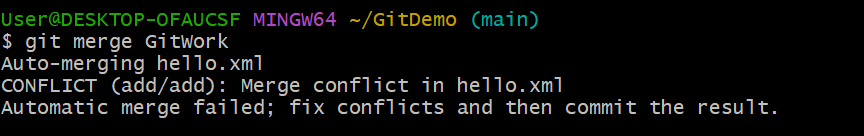 User@DESKTOP-OFAUCSF MINGW64 ~/GitDemo (main)
$ git merge GitWork
Auto-merging hello.xml
CONFLICT (add/add): Merge conflict in hello.xml
Automatic merge failed; fix conflicts and then commit the result.